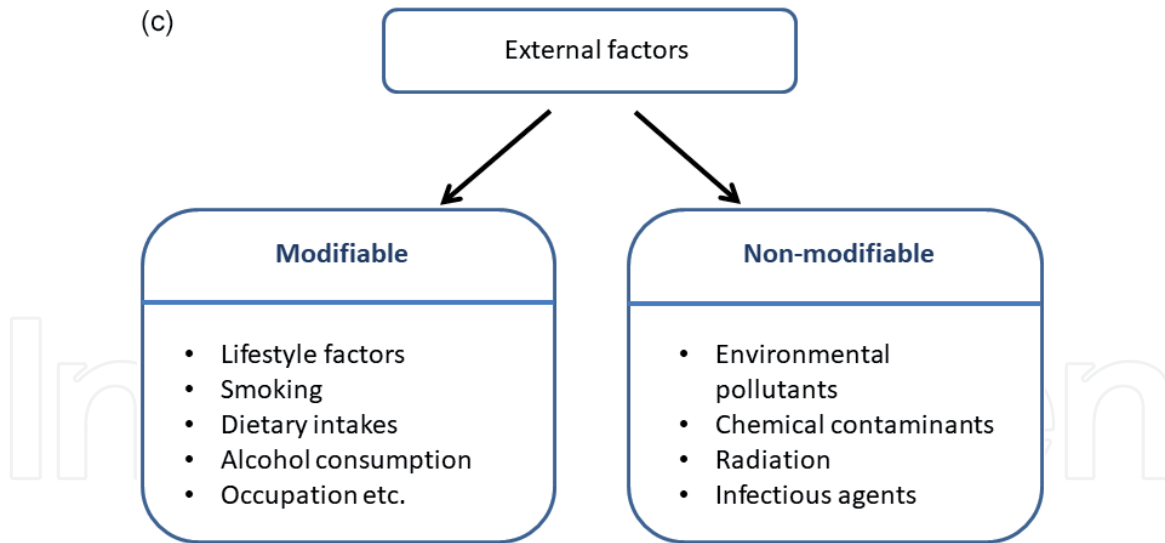 (c)
External factors
Modifiable
• Lifestyle factors
• Smoking
• Dietary intakes
• Alcohol consumption
• Occupation etc.
Non-modifiable
• Environmental
pollutants
• Chemical contaminants
• Radiation
• Infectious agents